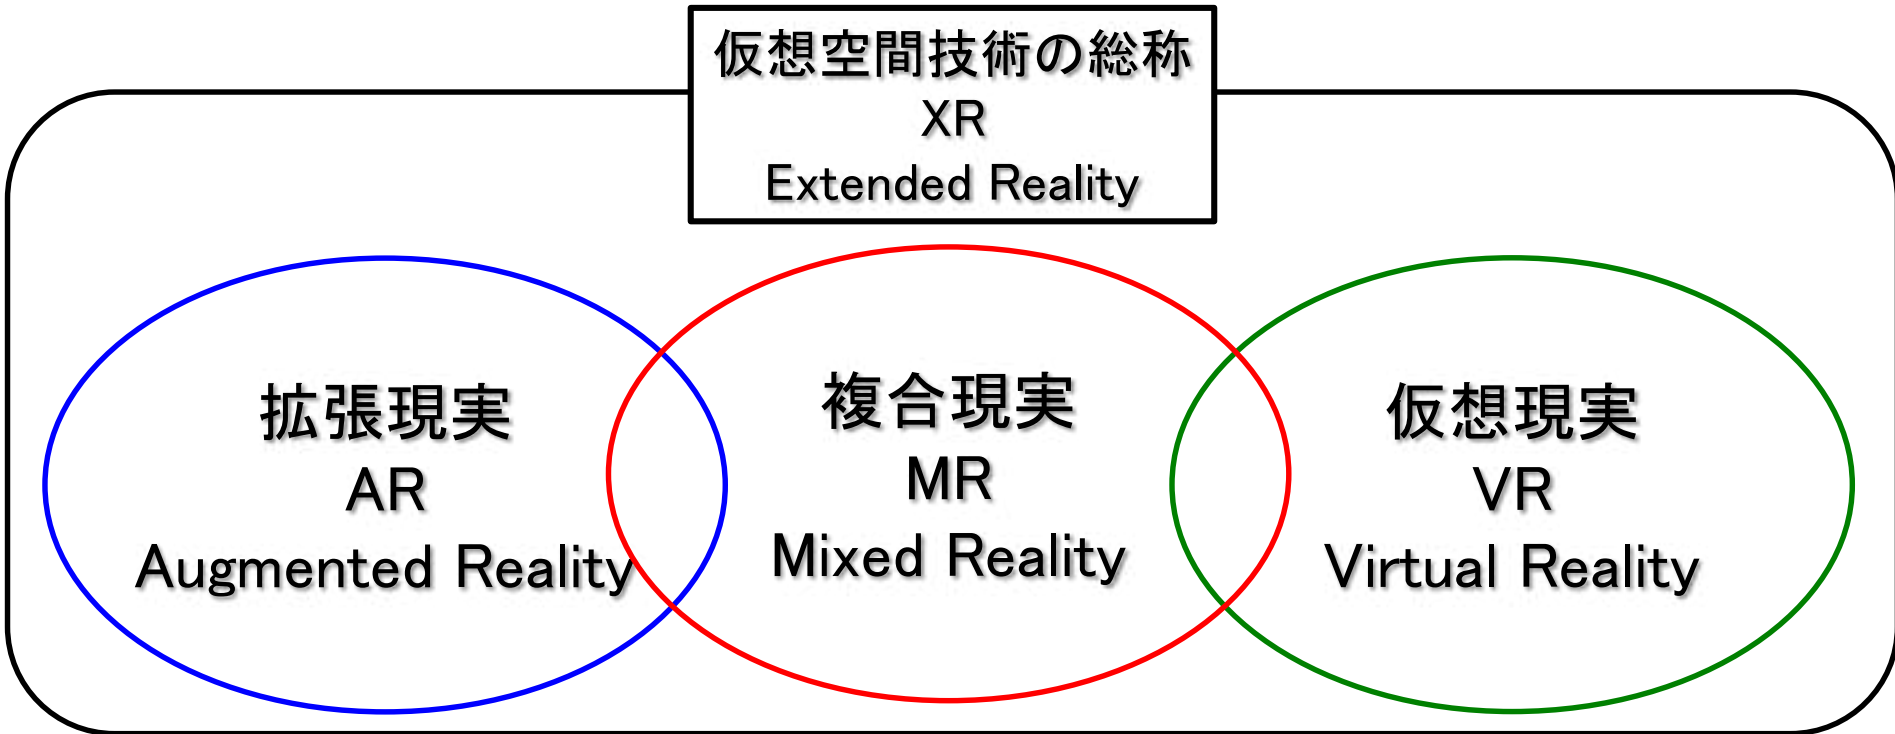 仮想空間技術の総称
XR
Extended Reality
拡張現実
AR
Augmented Reality
複合現実
MR
Mixed Reality
仮想現実
VR
Virtual Reality